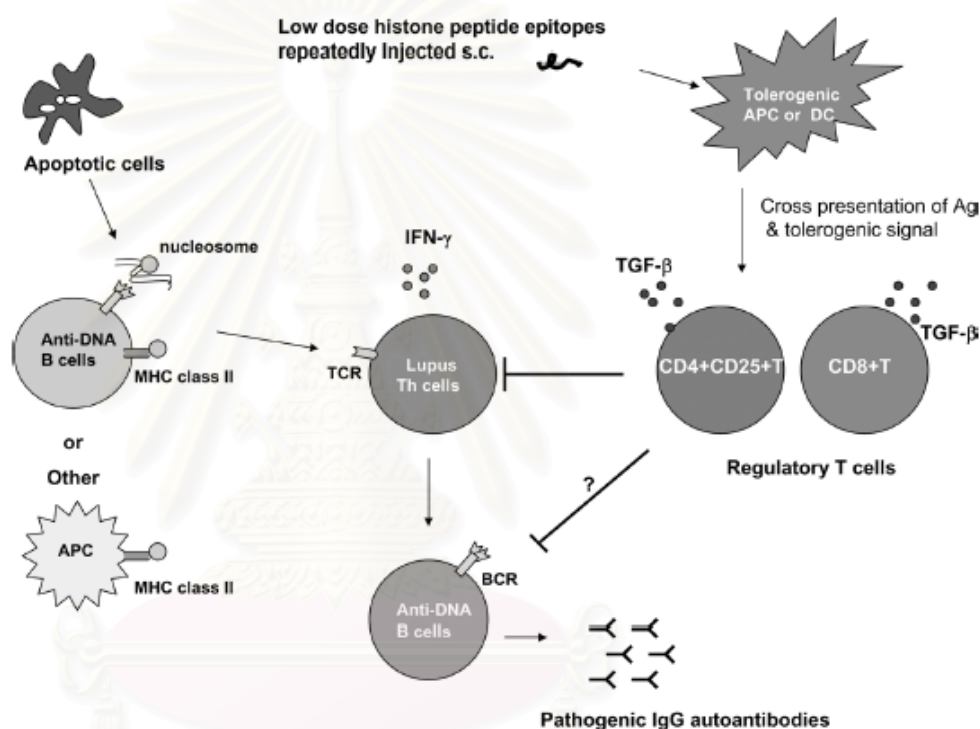 Low dose histone peptide epitopes
repeatedly Injected s.c.
Tolerogenic
APC or DC
Apoptotic cells
Cross presentation of Ag
& tolerogenic signal
nucleosome
IFN-γ
TGF-β
TGF-β
Anti-DNA
B cells
MHC class II
TCR
Lupus
Th cells
CD4+CD25+T
CD8+T
Regulatory T cells
or
Other
?
APC
MHC class II
BCR
Anti-DNA
B cells
Pathogenic IgG autoantibodies